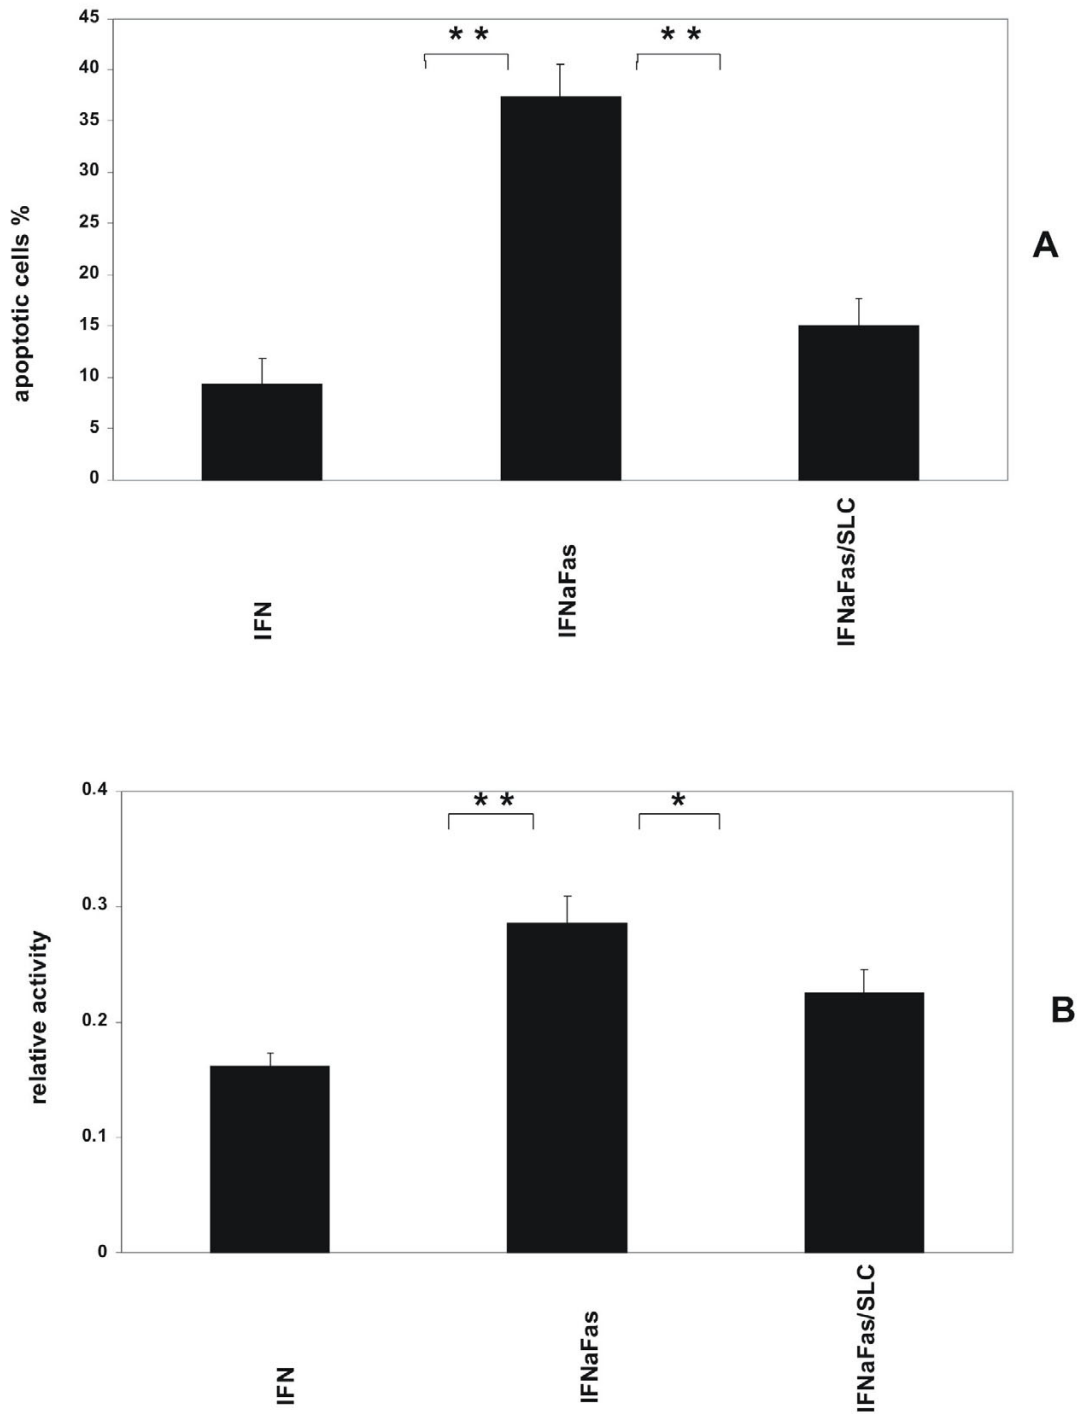 45
40
35
30
25
20
15
10
5
0
apoptotic cells %
* *
* *
A
IFN
IFNaFas
IFNaFas/SLC
0.4
0.3
0.2
0.1
0
relative activity
* *
*
B
IFN
IFNaFas
IFNaFas/SLC